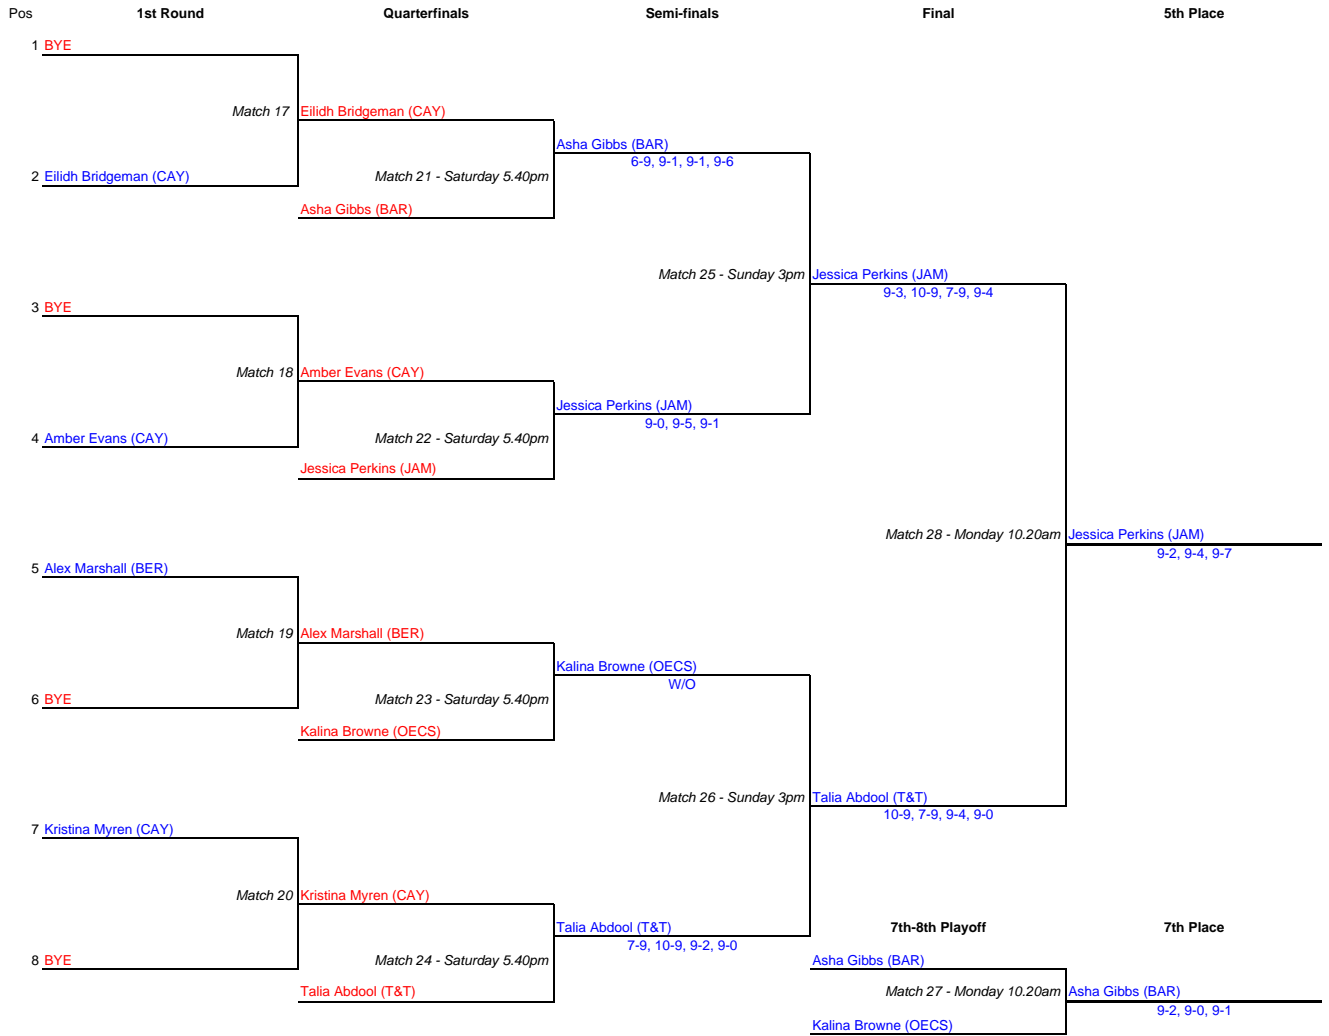 Pos 1st Round Quarterfinals Semi-finals Final 5th Place
1 BYE
Match 17 Eilidh Bridgeman (CAY)
Asha Gibbs (BAR)
6-9, 9-1, 9-1, 9-6
2 Eilidh Bridgeman (CAY) Match 21 - Saturday 5.40pm
Asha Gibbs (BAR)
Match 25 - Sunday 3pm Jessica Perkins (JAM)
9-3, 10-9, 7-9, 9-4
3 BYE
Match 18 Amber Evans (CAY)
Jessica Perkins (JAM)
9-0, 9-5, 9-1
4 Amber Evans (CAY) Match 22 - Saturday 5.40pm
Jessica Perkins (JAM)
Match 28 - Monday 10.20am Jessica Perkins (JAM)
9-2, 9-4, 9-7
5 Alex Marshall (BER)
Match 19 Alex Marshall (BER)
Kalina Browne (OECS)
W/O
6 BYE Match 23 - Saturday 5.40pm
Kalina Browne (OECS)
Match 26 - Sunday 3pm Talia Abdool (T&T)
10-9, 7-9, 9-4, 9-0
7 Kristina Myren (CAY)
Match 20 Kristina Myren (CAY)
Talia Abdool (T&T) 7th-8th Playoff 7th Place
7-9, 10-9, 9-2, 9-0
8 BYE Match 24 - Saturday 5.40pm Asha Gibbs (BAR)
Talia Abdool (T&T) Match 27 - Monday 10.20am Asha Gibbs (BAR)
9-2, 9-0, 9-1
Kalina Browne (OECS)